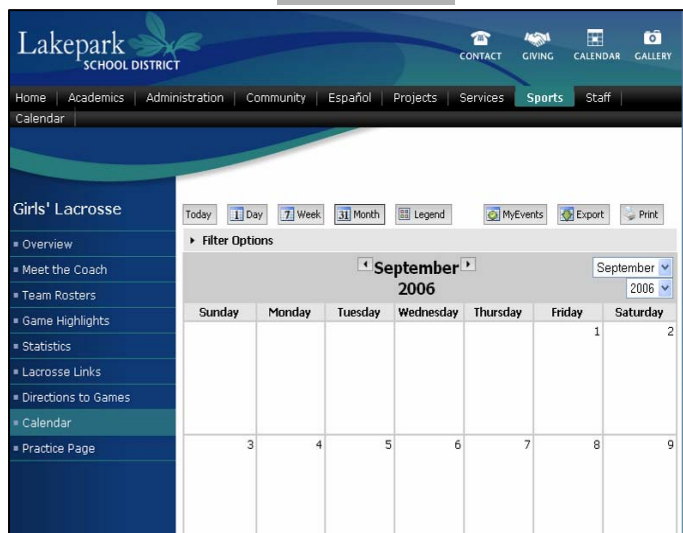 Lakepark
SCHOOL DISTRICT
CONTACT GIVING CALENDAR GALLERY
Home Academics Administration Community Español Projects Services Sports Staff
Calendar
Girls' Lacrosse
Overview
Meet the Coach
Team Rosters
Game Highlights
Statistics
Lacrosse Links
Directions to Games
Calendar
Practice Page
Today 1 Day 7 Week 31 Month Legend MyEvents Export Print
Filter Options
September
2006
September
2006
Sunday Monday Tuesday Wednesday Thursday Friday Saturday
1 2
3 4 5 6 7 8 9